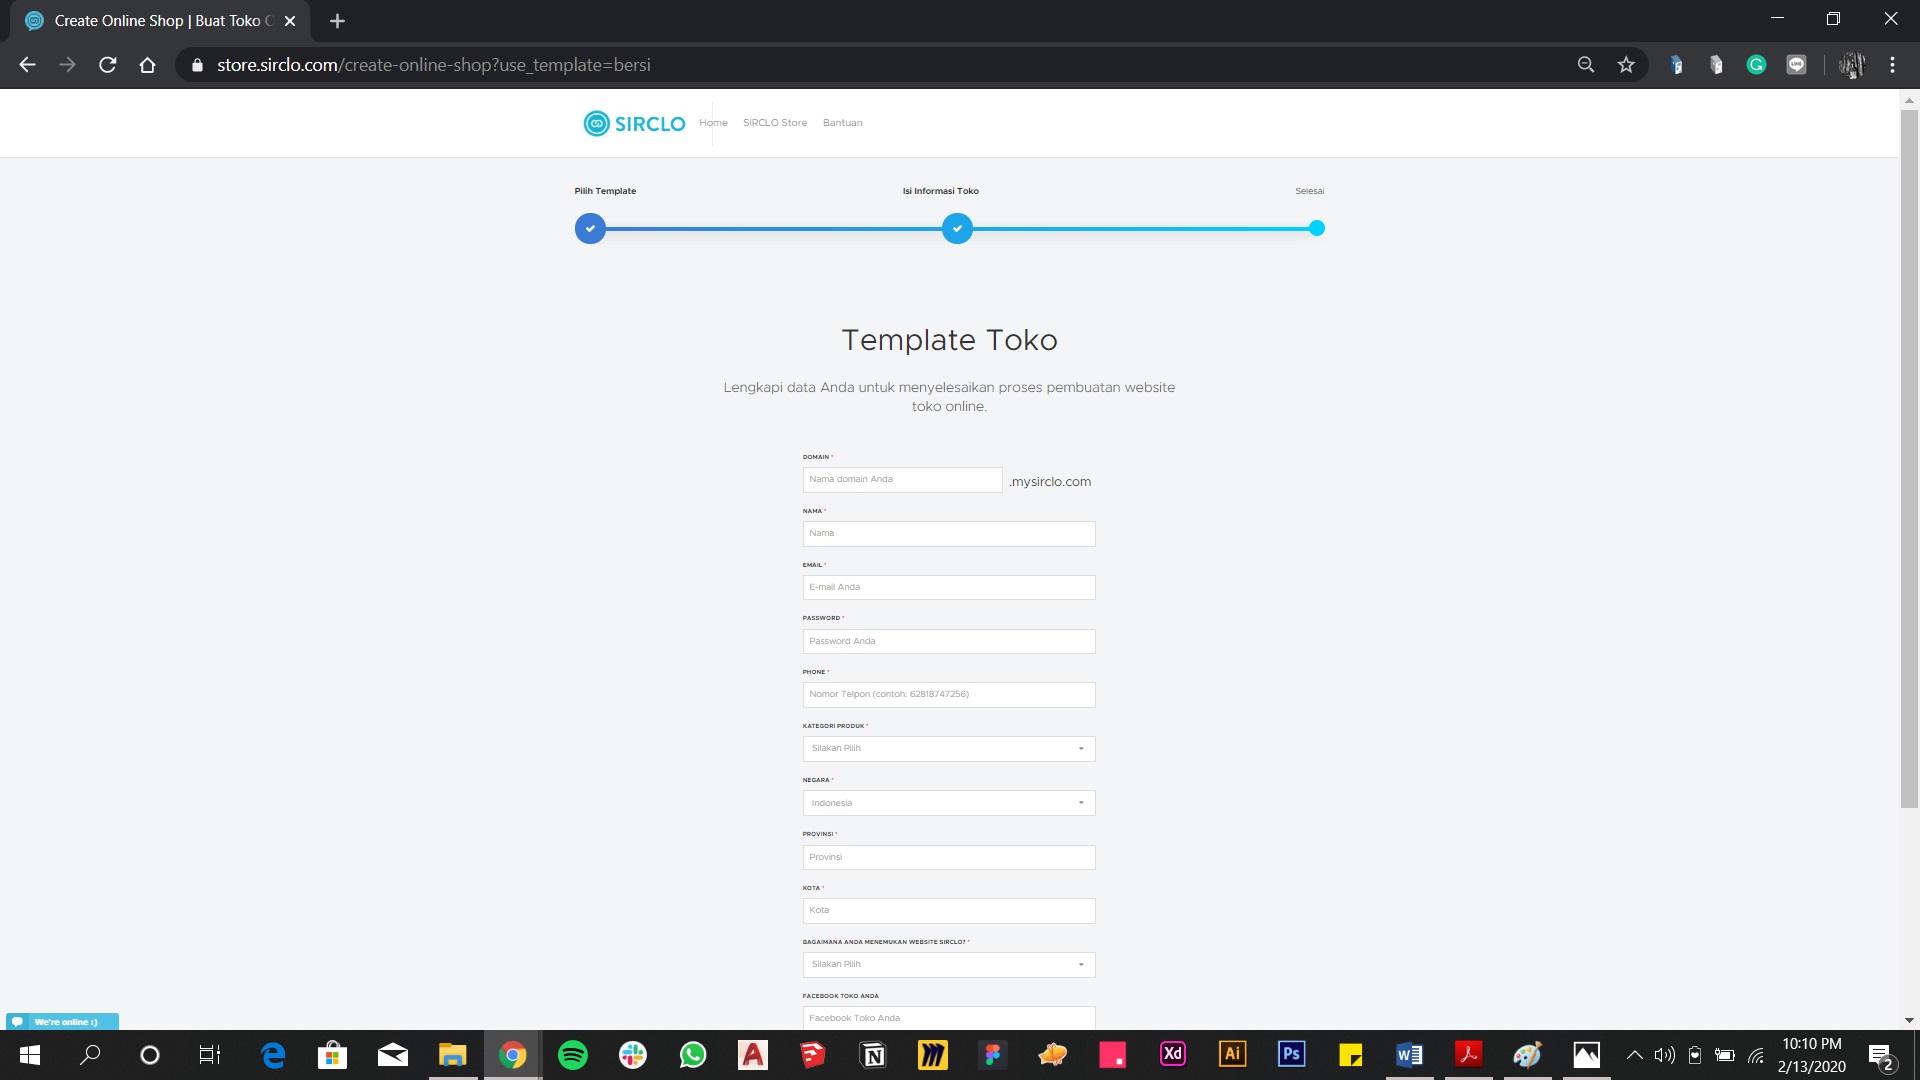 Create Online Shop | Buat Toko
store.sirclo.com/create-online-shop?use_template=bersi
SIRCLO
Home
SIRCLO Store
Bantuan
Pilih Template
Isi Informasi Toko
Selesai
Template Toko
Lengkapi data Anda untuk menyelesaikan proses pembuatan website
toko online.
DOMAIN *
Nama domain Anda
.mysirclo.com
NAMA *
Nama
EMAIL *
E-mail Anda
PASSWORD *
Password Anda
PHONE *
Nomor Telpon (contoh: 62818747256)
KATEGORI PRODUK *
Silakan Pilih
NEGARA *
Indonesia
PROVINSI *
Provinsi
KOTA *
Kota
BAGAIMANA ANDA MENEMUKAN WEBSITE SIRCLO? *
Silakan Pilih
FACEBOOK TOKO ANDA
Facebook Toko Anda
We're online :)
Xd
Ai
Ps
10:10 PM
2/13/2020
2